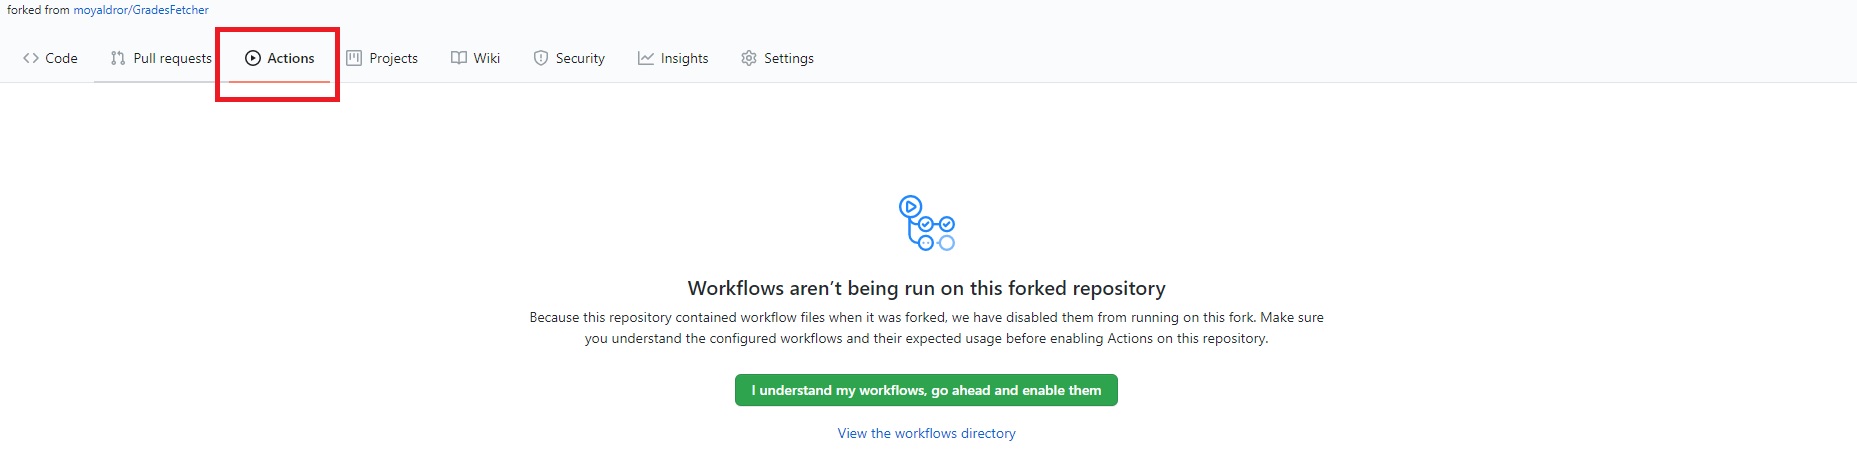 forked from moyaldror/GradesFetcher
Code Pull requests Actions Projects Wiki Security Insights Settings
Workflows aren’t being run on this forked repository
Because this repository contained workflow files when it was forked, we have disabled them from running on this fork. Make sure
you understand the configured workflows and their expected usage before enabling Actions on this repository.
I understand my workflows, go ahead and enable them
View the workflows directory